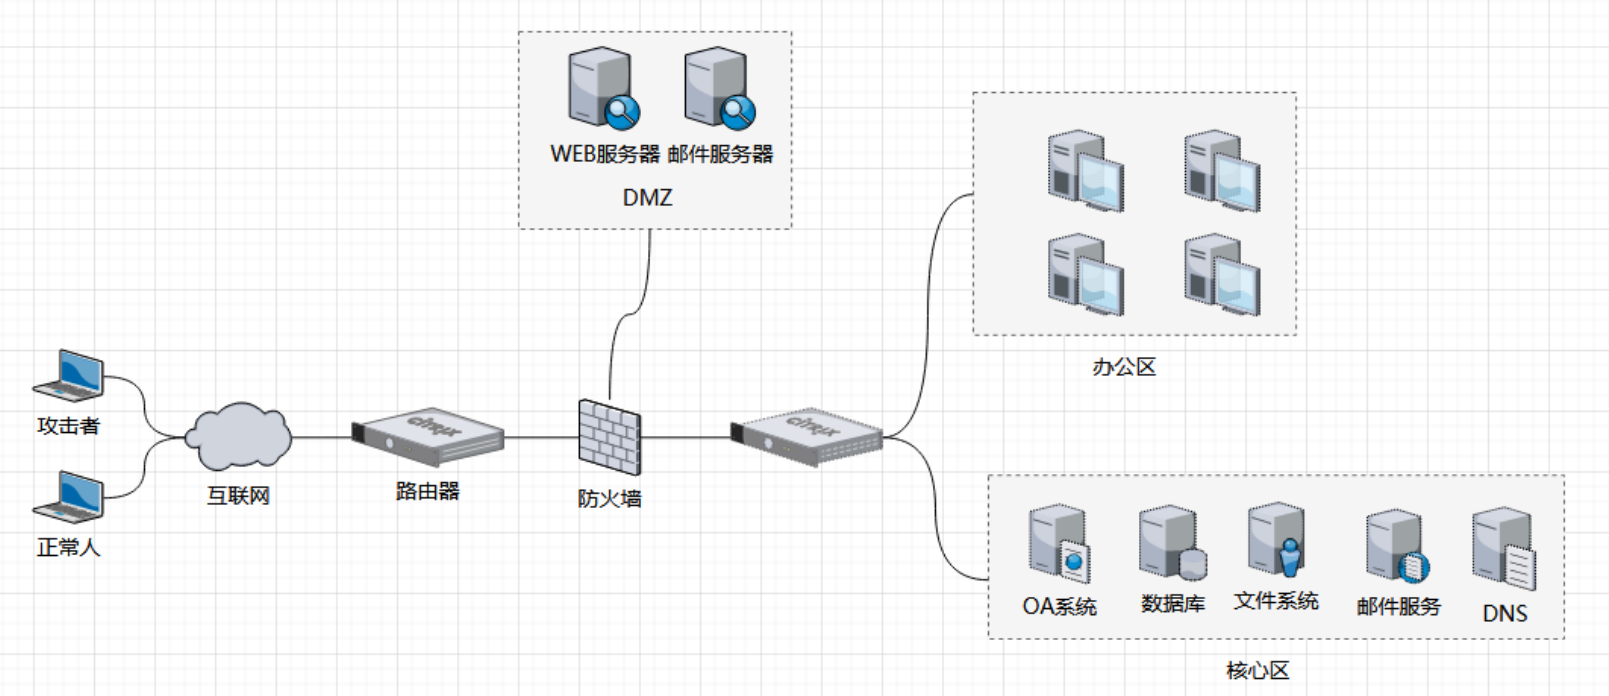 WEB服务器 邮件服务器
DMZ
办公区
攻击者
正常人
互联网
CiTRiX
路由器
防火墙
CiTRiX
OA系统
数据库
文件系统
邮件服务
DNS
核心区